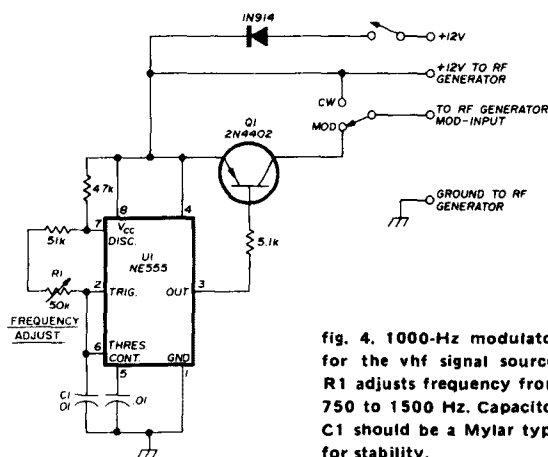 1N914
+12V
+12V TO RF
GENERATOR
CW
Q1
2N4402
MOD
TO RF GENERATOR
MOD-INPUT
47k
8
4
GROUND TO RF
GENERATOR
7
VCC
DISC.
51k
5.1k
U1
NE555
R1
2
TRIG.
OUT
3
50k
FREQUENCY
ADJUST
6
THRES.
CONT.
GND
5
1
C1
.01
.01
fig. 4. 1000-Hz modulato
for the vhf signal source
R1 adjusts frequency from
750 to 1500 Hz. Capacito
C1 should be a Mylar typ
for stability.